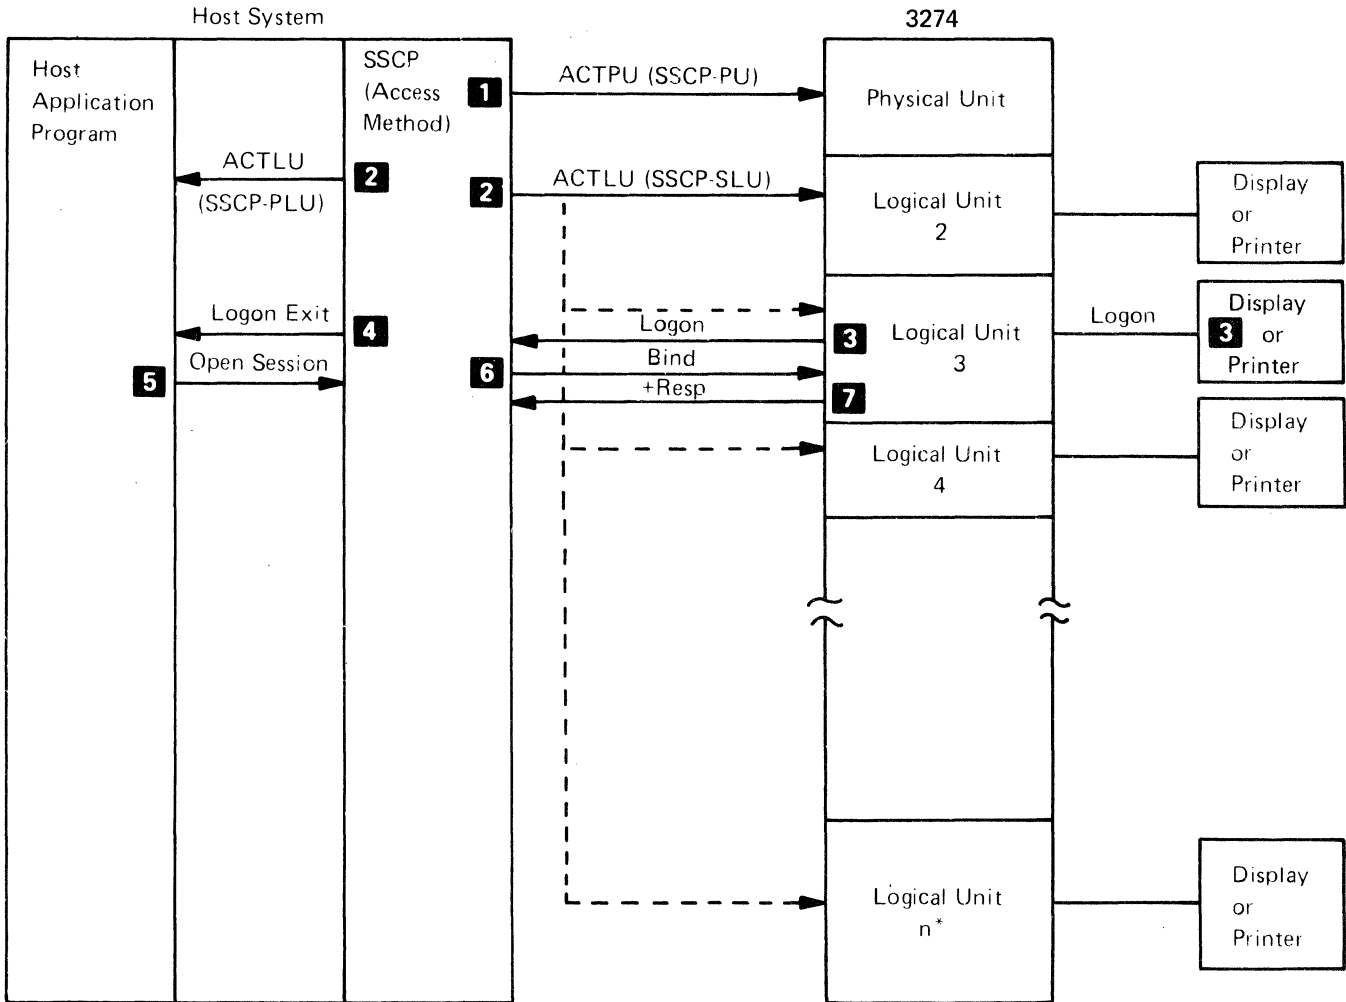 Host System
3274
Host
Application
Program
SSCP
(Access
Method)
1
ACTPU (SSCP-PU)
Physical Unit
ACTLU
(SSCP-PLU)
2
2
ACTLU (SSCP-SLU)
Logical Unit
2
Display
or
Printer
Logon Exit
4
Open Session
5
6
Logon
Bind
+Resp
3
7
Logical Unit
3
Logon
Display
3 or
Printer
Logical Unit
4
Display
or
Printer
Logical Unit
n*
Display
or
Printer